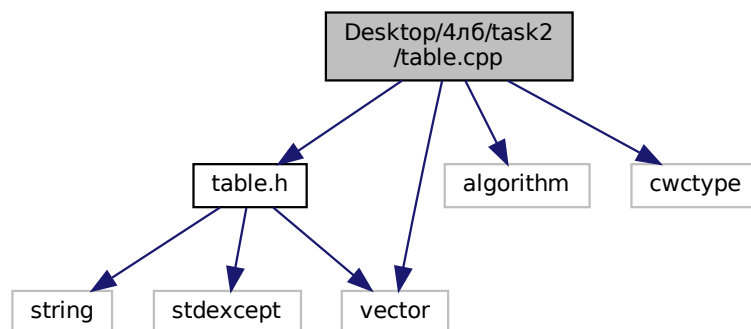 Desktop/4лб/task2
/table.cpp
table.h
algorithm
cwctype
string
stdexcept
vector